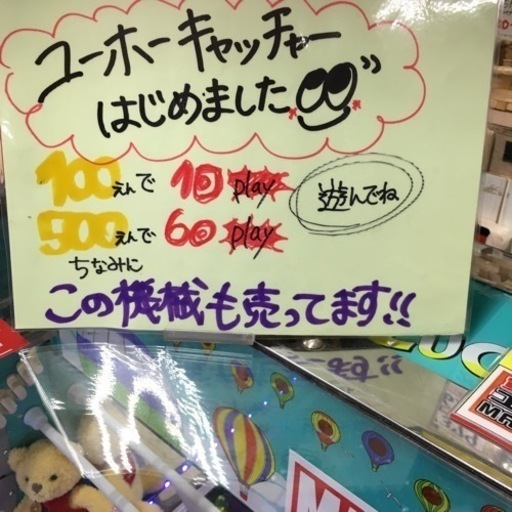 ユーホーキャッチャー
はじめました
100えんで 1回 play
500えんで 6回 play
遊んでね
ちなみに
この機械も売ってます!!